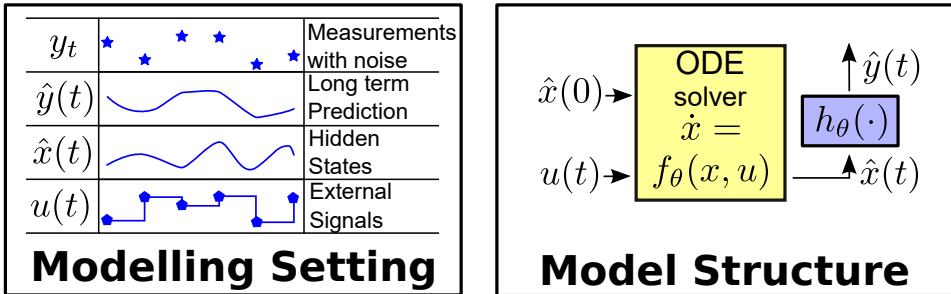 y_t
Measurements
with noise
ŷ(t)
Long term
Prediction
x̂(t)
Hidden
States
u(t)
External
Signals
Modelling Setting
x̂(0)
u(t)
ODE
solver
ẋ =
f_θ(x, u)
ŷ(t)
h_θ(·)
x̂(t)
Model Structure